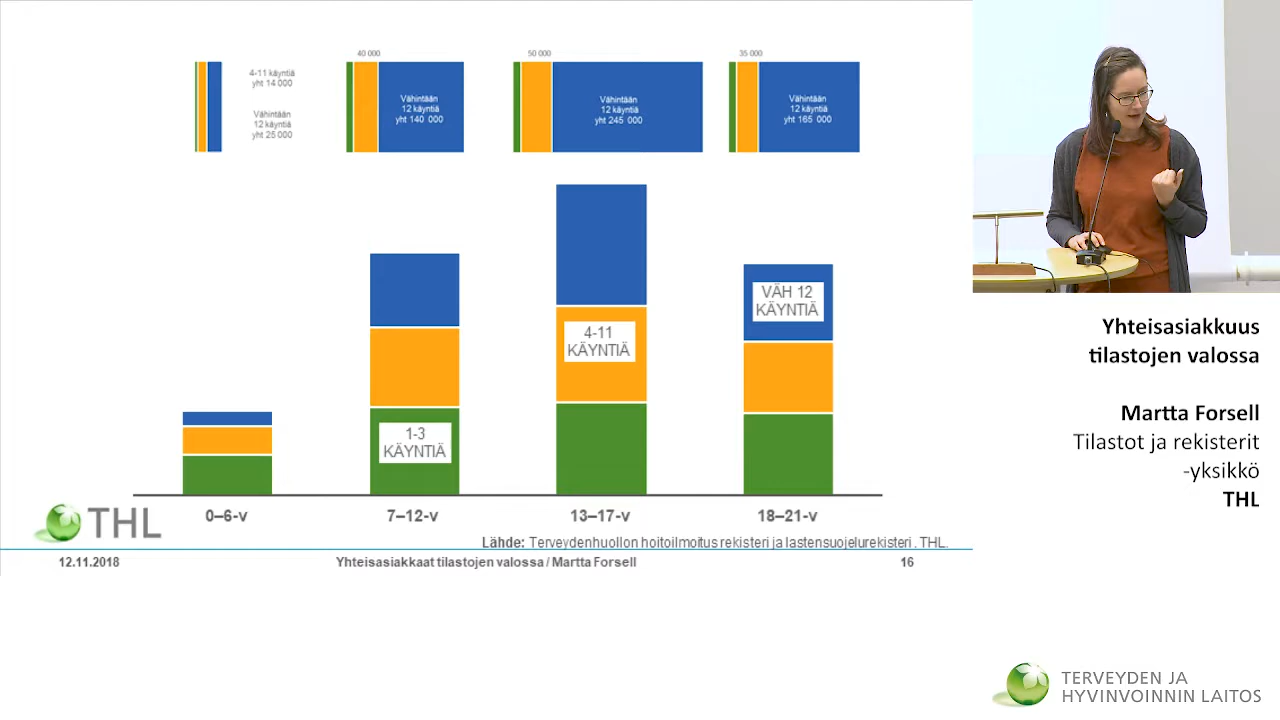 4-11 käyntiä
yht 14 000
Vähintään
12 käyntiä
yht 25 000
40 000
Vähintään
12 käyntiä
yht 140 000
50 000
Vähintään
12 käyntiä
yht 245 000
35 000
Vähintään
12 käyntiä
yht 165 000
1-3
KÄYNTIÄ
4-11
KÄYNTIÄ
VÄH 12
KÄYNTIÄ
0–6-v
7–12-v
13–17-v
18–21-v
THL
Lähde: Terveydenhuollon hoitoilmoitus rekisteri ja lastensuojelurekisteri , THL.
12.11.2018
Yhteisasiakkaat tilastojen valossa / Martta Forsell
16
Yhteisasiakkuus
tilastojen valossa
Martta Forsell
Tilastot ja rekisterit
-yksikkö
THL
TERVEYDEN JA
HYVINVOINNIN LAITOS